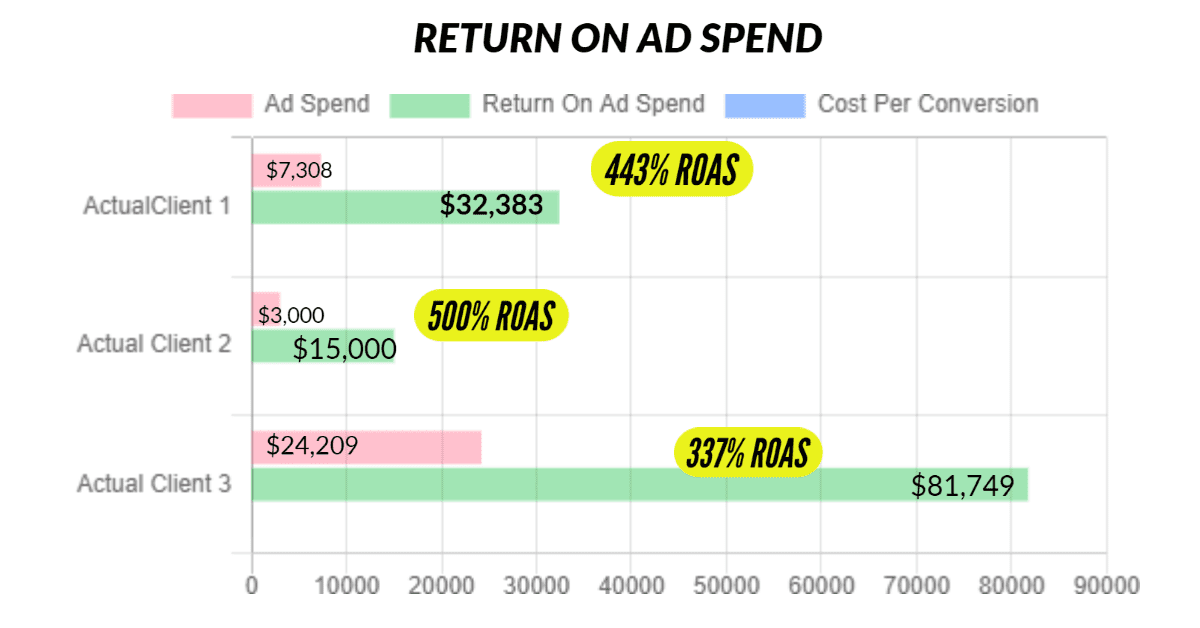 RETURN ON AD SPEND
Ad Spend Return On Ad Spend Cost Per Conversion
$7,308
443% ROAS
ActualClient 1
$32,383
$3,000
500% ROAS
Actual Client 2
$15,000
$24,209
337% ROAS
Actual Client 3
$81,749
0 10000 20000 30000 40000 50000 60000 70000 80000 90000